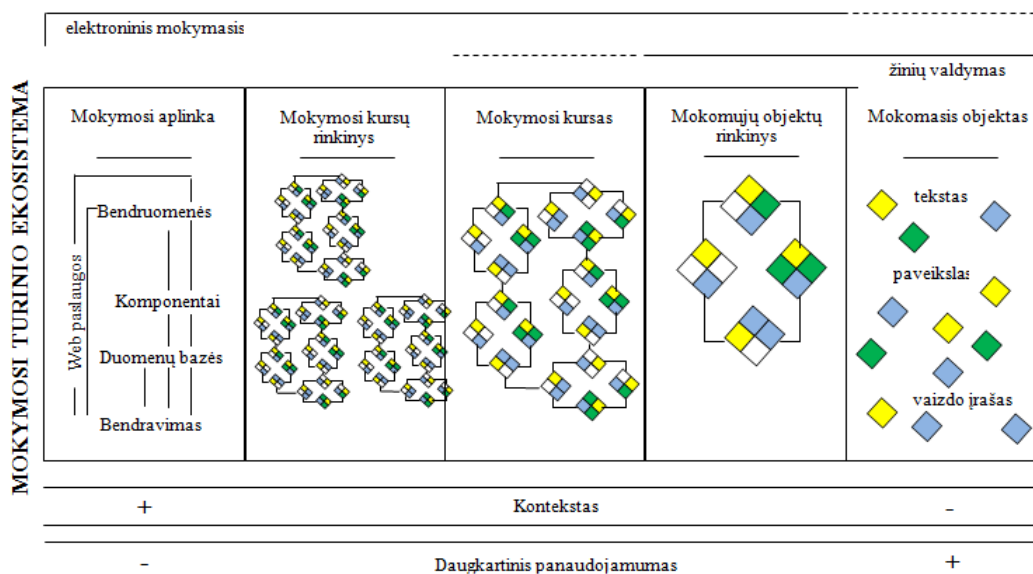 MOKYMOSI TURINIO EKOSISTEMA
elektroninis mokymasis
žinių valdymas
Mokymosi aplinka
Mokymosi kursų
rinkinys
Mokymosi kursas
Mokomųjų objektų
rinkinys
Mokomasis objektas
Web paslaugos
Bendruomenės
Komponentai
Duomenų bazės
Bendravimas
tekstas
paveikslas
vaizdo įrašas
+ Kontekstas -
- Daugkartinis panaudojamumas +